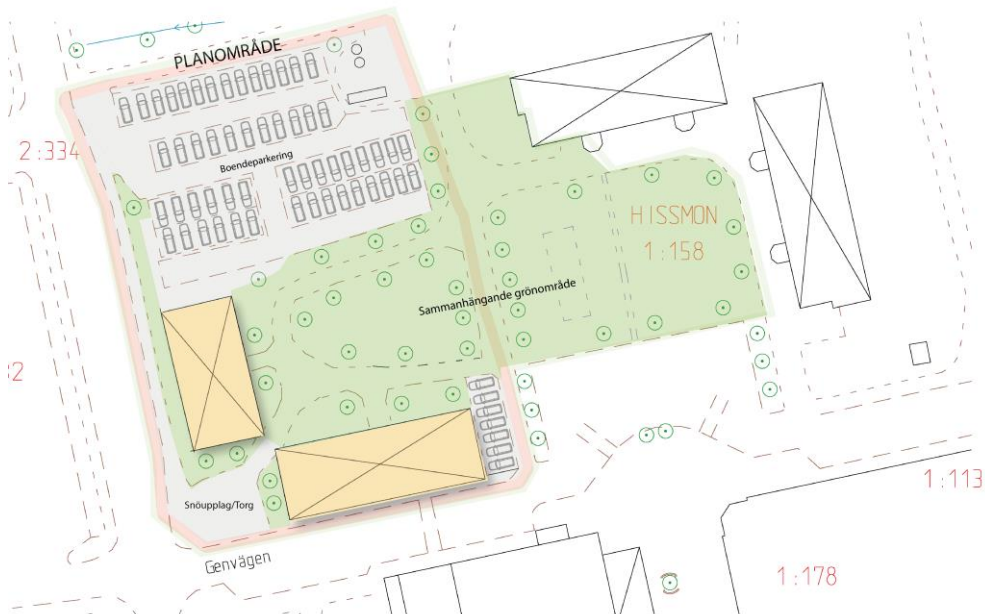 PLANOMRÅDE
2:334
Boendeparkering
HISSMON
1:158
Sammanhängande grönområde
Snöupplag/Torg
1:113
Genvägen
1:178